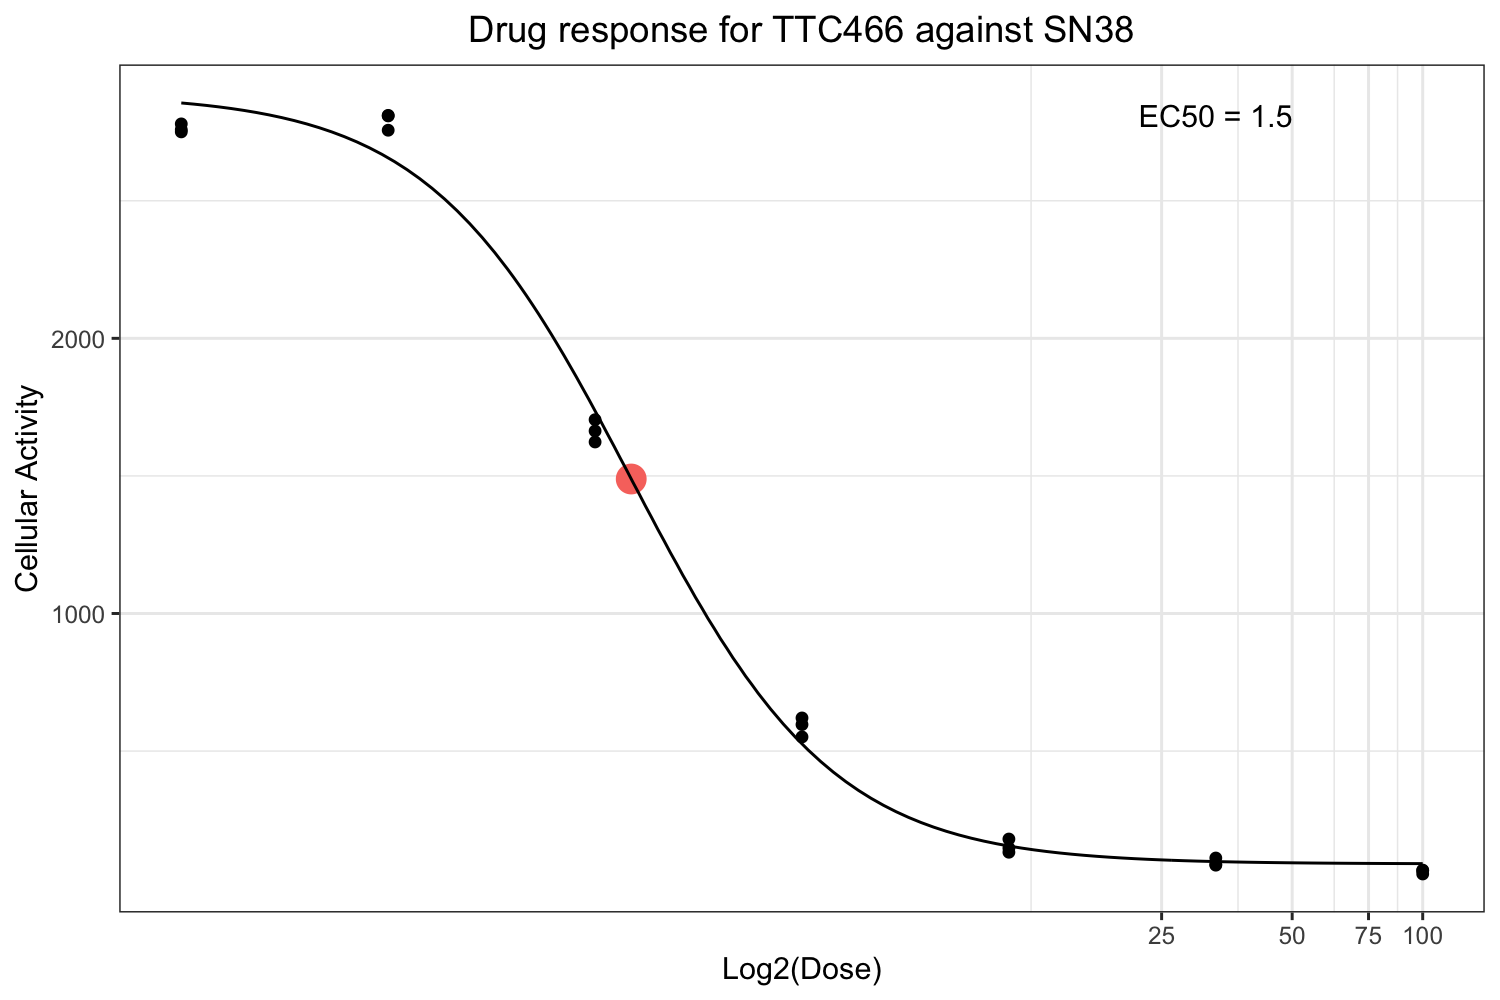 Drug response for TTC466 against SN38
EC50 = 1.5
2000
1000
Cellular Activity
25 50 75 100
Log2(Dose)